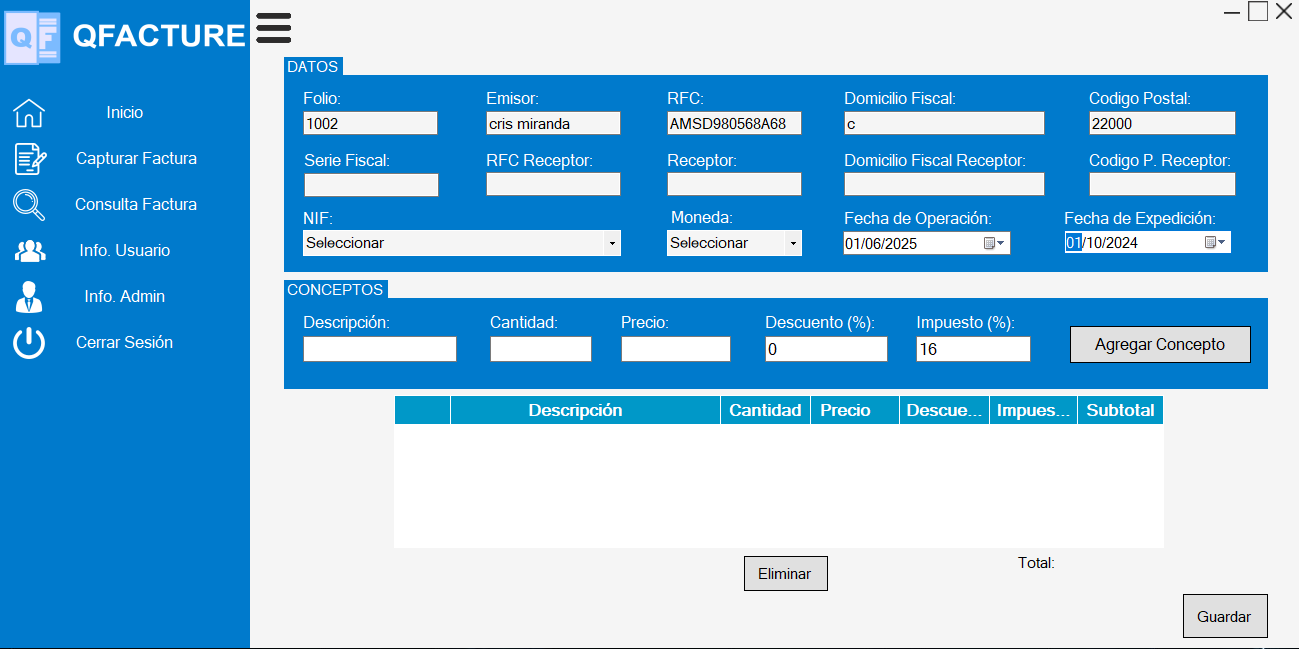 QF QFACTURE
Inicio
Capturar Factura
Consulta Factura
Info. Usuario
Info. Admin
Cerrar Sesión
DATOS
Folio: Emisor: RFC: Domicilio Fiscal: Codigo Postal:
1002 cris miranda AMSD980568A68 c 22000
Serie Fiscal: RFC Receptor: Receptor: Domicilio Fiscal Receptor: Codigo P. Receptor:
NIF: Moneda: Fecha de Operación: Fecha de Expedición:
Seleccionar Seleccionar 01/06/2025 01/10/2024
CONCEPTOS
Descripción: Cantidad: Precio: Descuento (%): Impuesto (%):
0 16 Agregar Concepto
Descripción Cantidad Precio Descue... Impues... Subtotal
Total:
Eliminar
Guardar